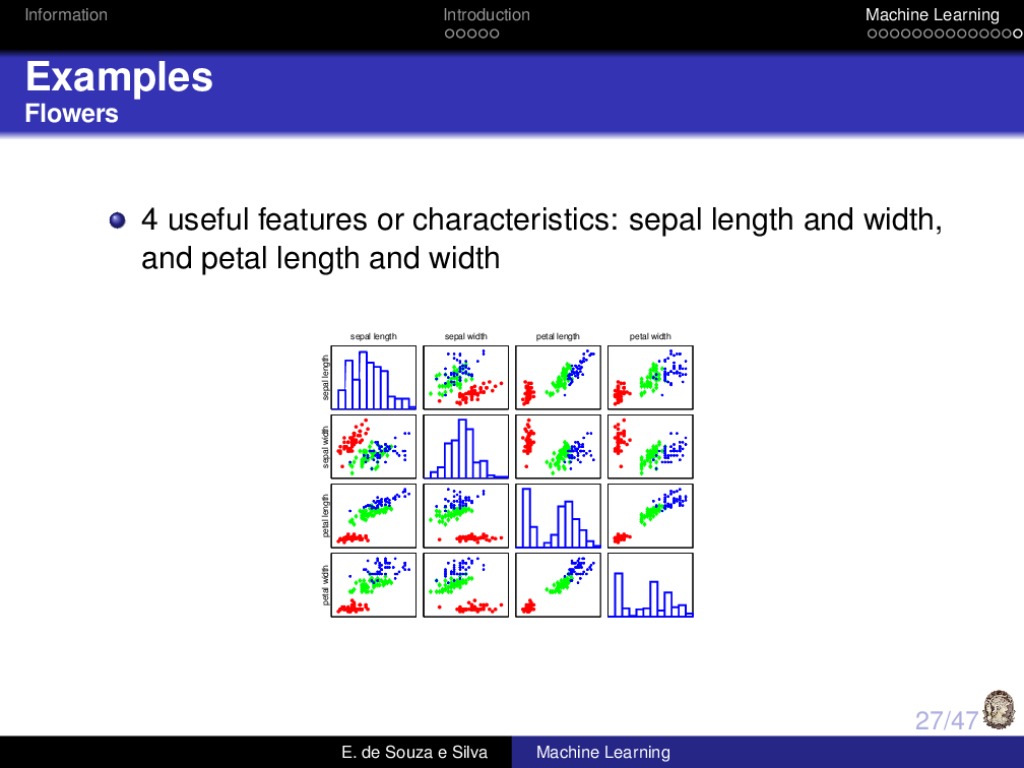 Information
Introduction
Machine Learning
Examples
Flowers
4 useful features or characteristics: sepal length and width,
and petal length and width
sepal length
sepal width
petal length
petal width
sepal length
sepal width
petal length
petal width
27/47
E. de Souza e Silva
Machine Learning